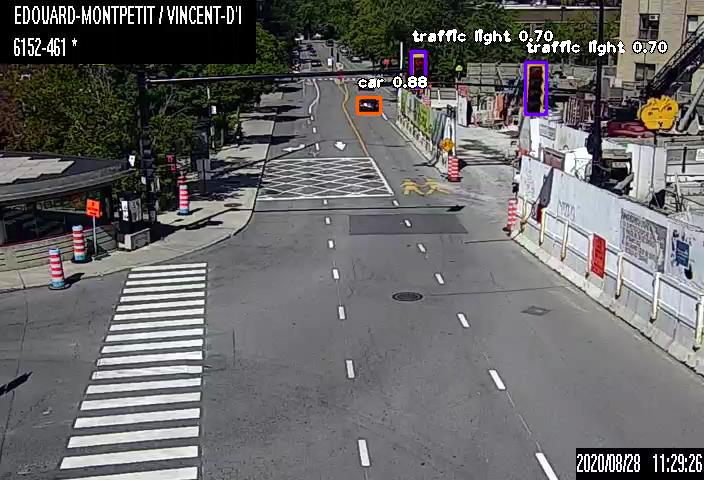 EDOUARD-MONTPETIT / VINCENT-D'I
6152-461 *
traffic light 0.70
traffic light 0.70
car 0.88
2020/08/28 11:29:26